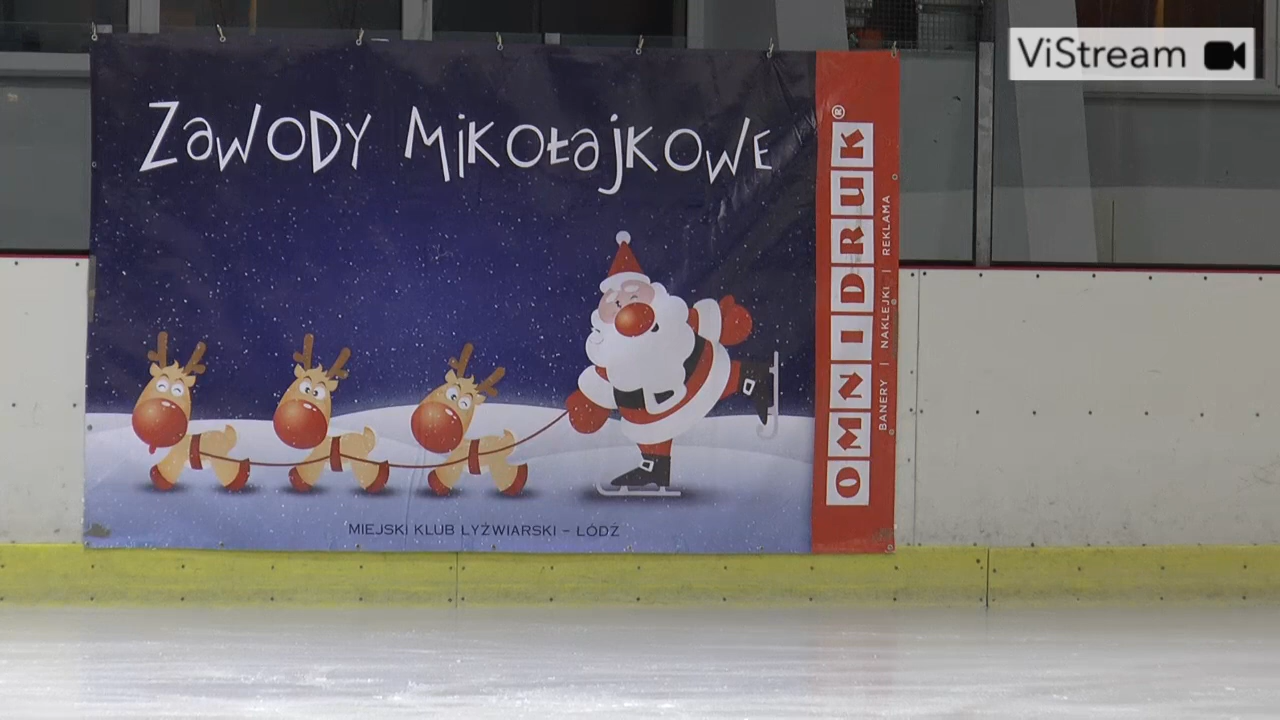 ViStream
ZAWODY MIKOŁAJKOWE
MIEJSKI KLUB ŁYŻWIARSKI – ŁÓDŹ
OMNIDRUK®
BANERY | NAKLEJKI | REKLAMA